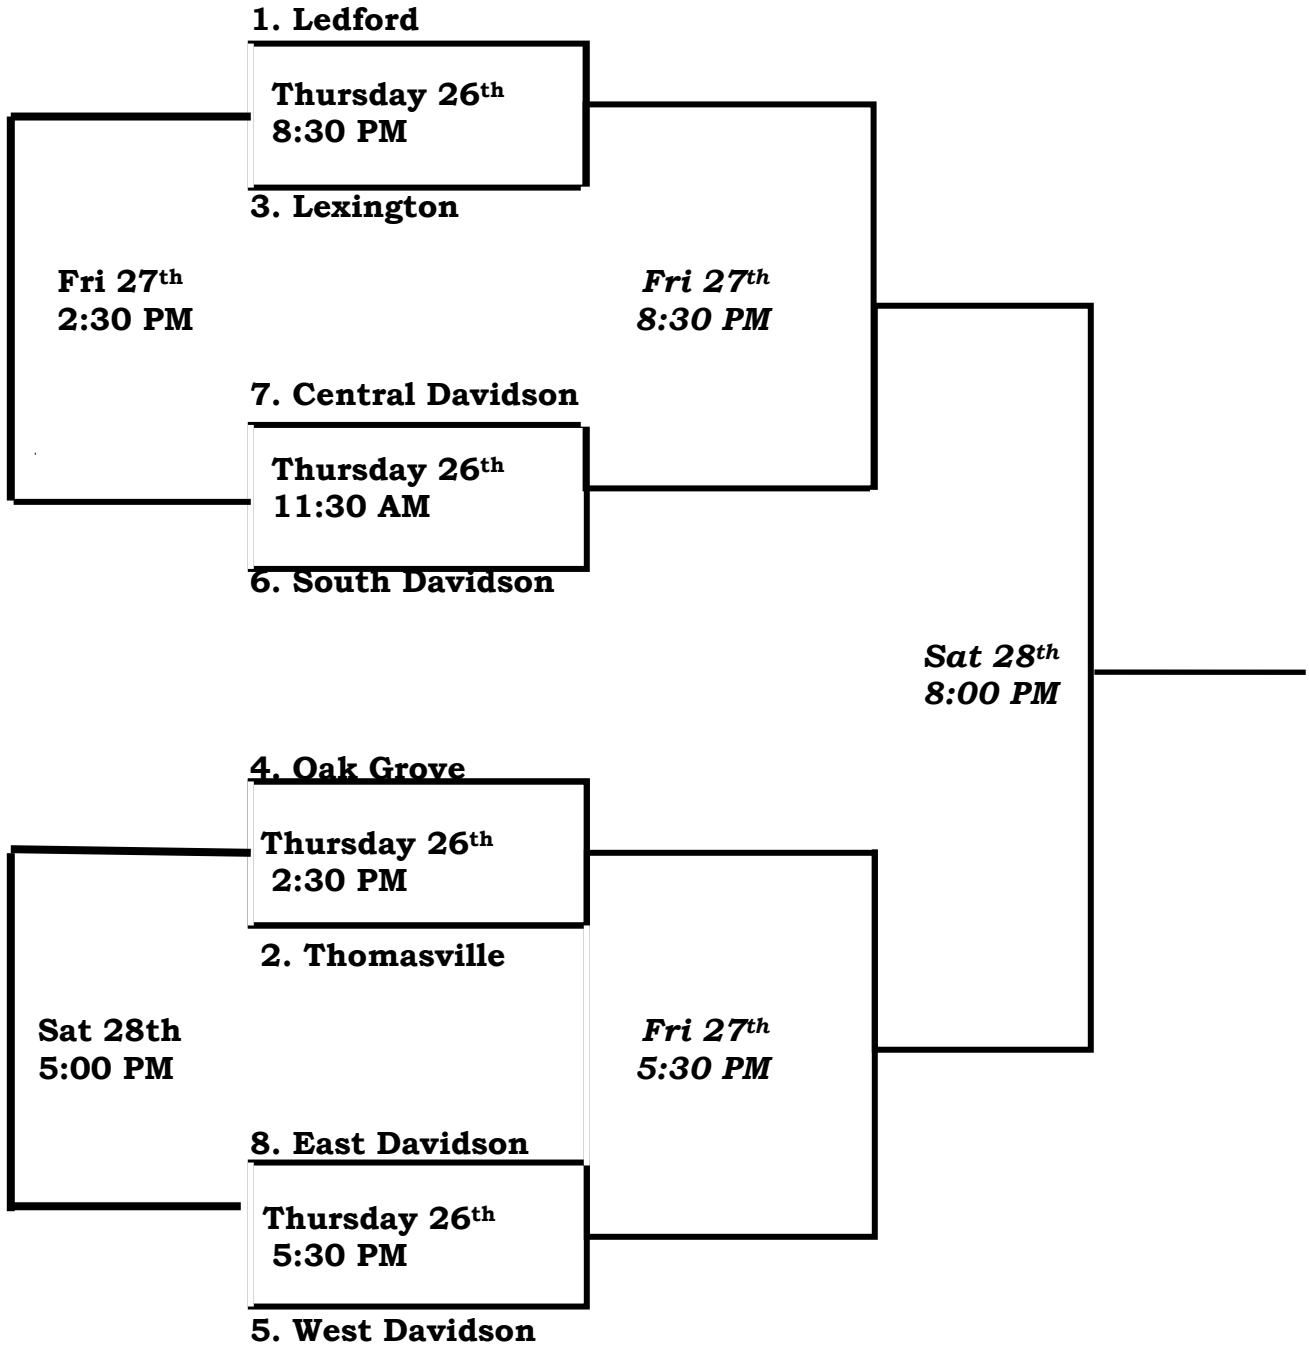 1. Ledford
Thursday 26th
8:30 PM
3. Lexington
Fri 27th
2:30 PM
Fri 27th
8:30 PM
7. Central Davidson
Thursday 26th
11:30 AM
6. South Davidson
Sat 28th
8:00 PM
4. Oak Grove
Thursday 26th
2:30 PM
2. Thomasville
Sat 28th
5:00 PM
Fri 27th
5:30 PM
8. East Davidson
Thursday 26th
5:30 PM
5. West Davidson